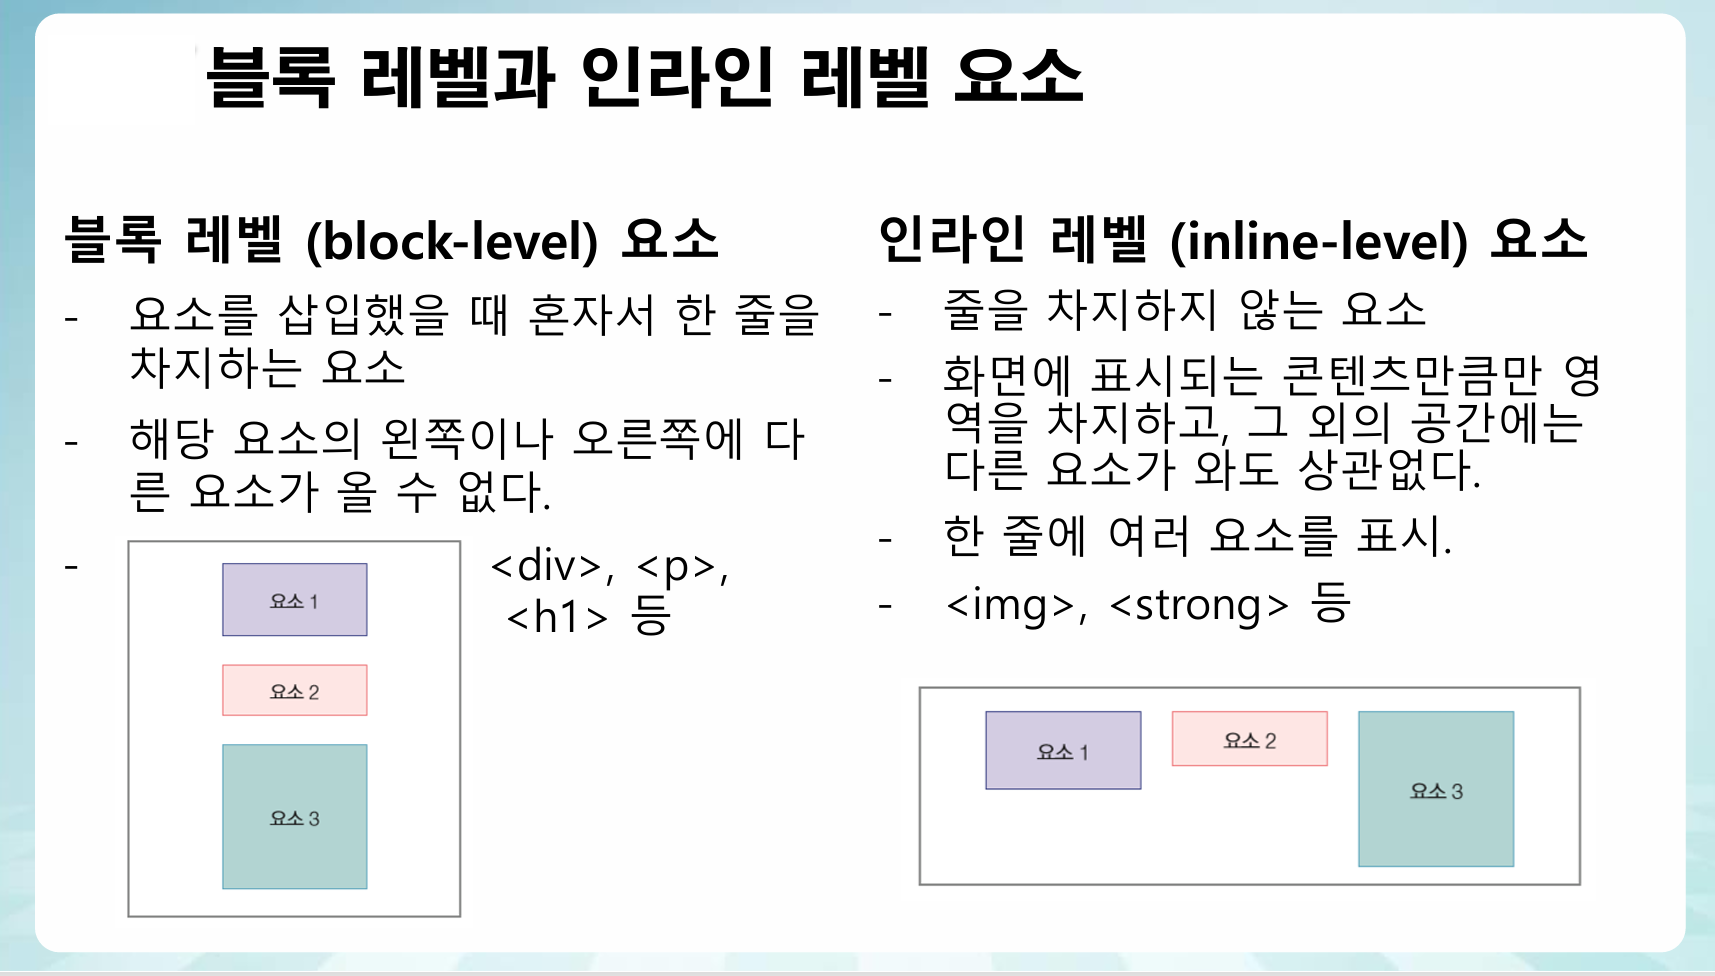 블록 레벨과 인라인 레벨 요소
블록 레벨 (block-level) 요소
- 요소를 삽입했을 때 혼자서 한 줄을
차지하는 요소
- 해당 요소의 왼쪽이나 오른쪽에 다
른 요소가 올 수 없다.
- <div>, <p>,
<h1> 등
요소 1
요소 2
요소 3
인라인 레벨 (inline-level) 요소
- 줄을 차지하지 않는 요소
- 화면에 표시되는 콘텐츠만큼만 영
역을 차지하고, 그 외의 공간에는
다른 요소가 와도 상관없다.
- 한 줄에 여러 요소를 표시.
- <img>, <strong> 등
요소 1
요소 2
요소 3